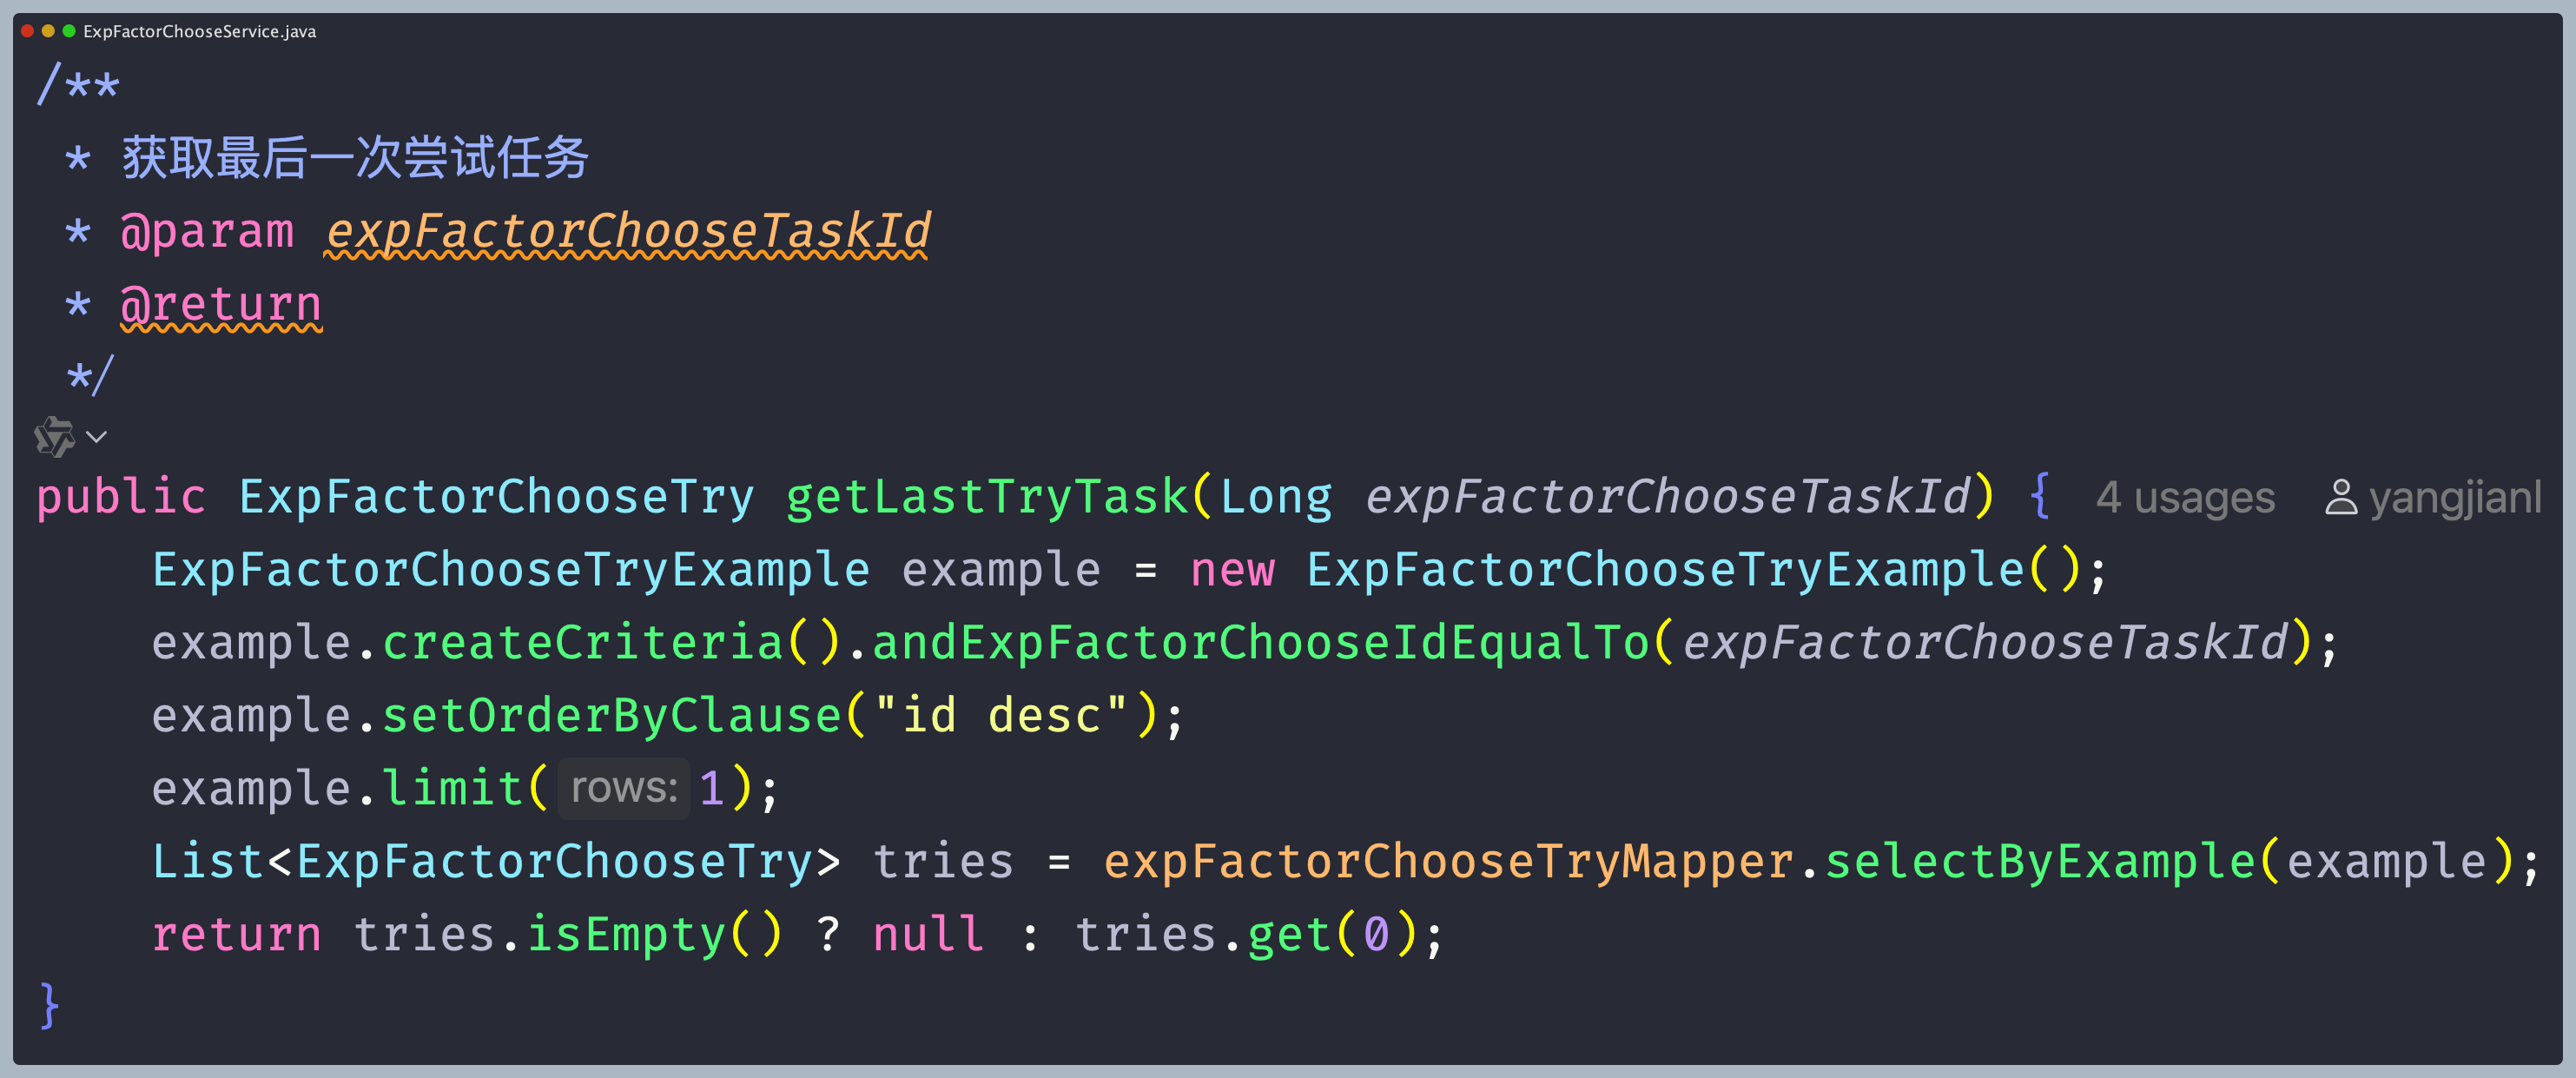 ExpFactorChooseService.java
/**
 * 获取最后一次尝试任务
 * @param expFactorChooseTaskId
 * @return
 */
public ExpFactorChooseTry getLastTryTask(Long expFactorChooseTaskId) { 4 usages yangjianl
    ExpFactorChooseTryExample example = new ExpFactorChooseTryExample();
    example.createCriteria().andExpFactorChooseIdEqualTo(expFactorChooseTaskId);
    example.setOrderByClause("id desc");
    example.limit( rows: 1);
    List<ExpFactorChooseTry> tries = expFactorChooseTryMapper.selectByExample(example);
    return tries.isEmpty() ? null : tries.get(0);
}